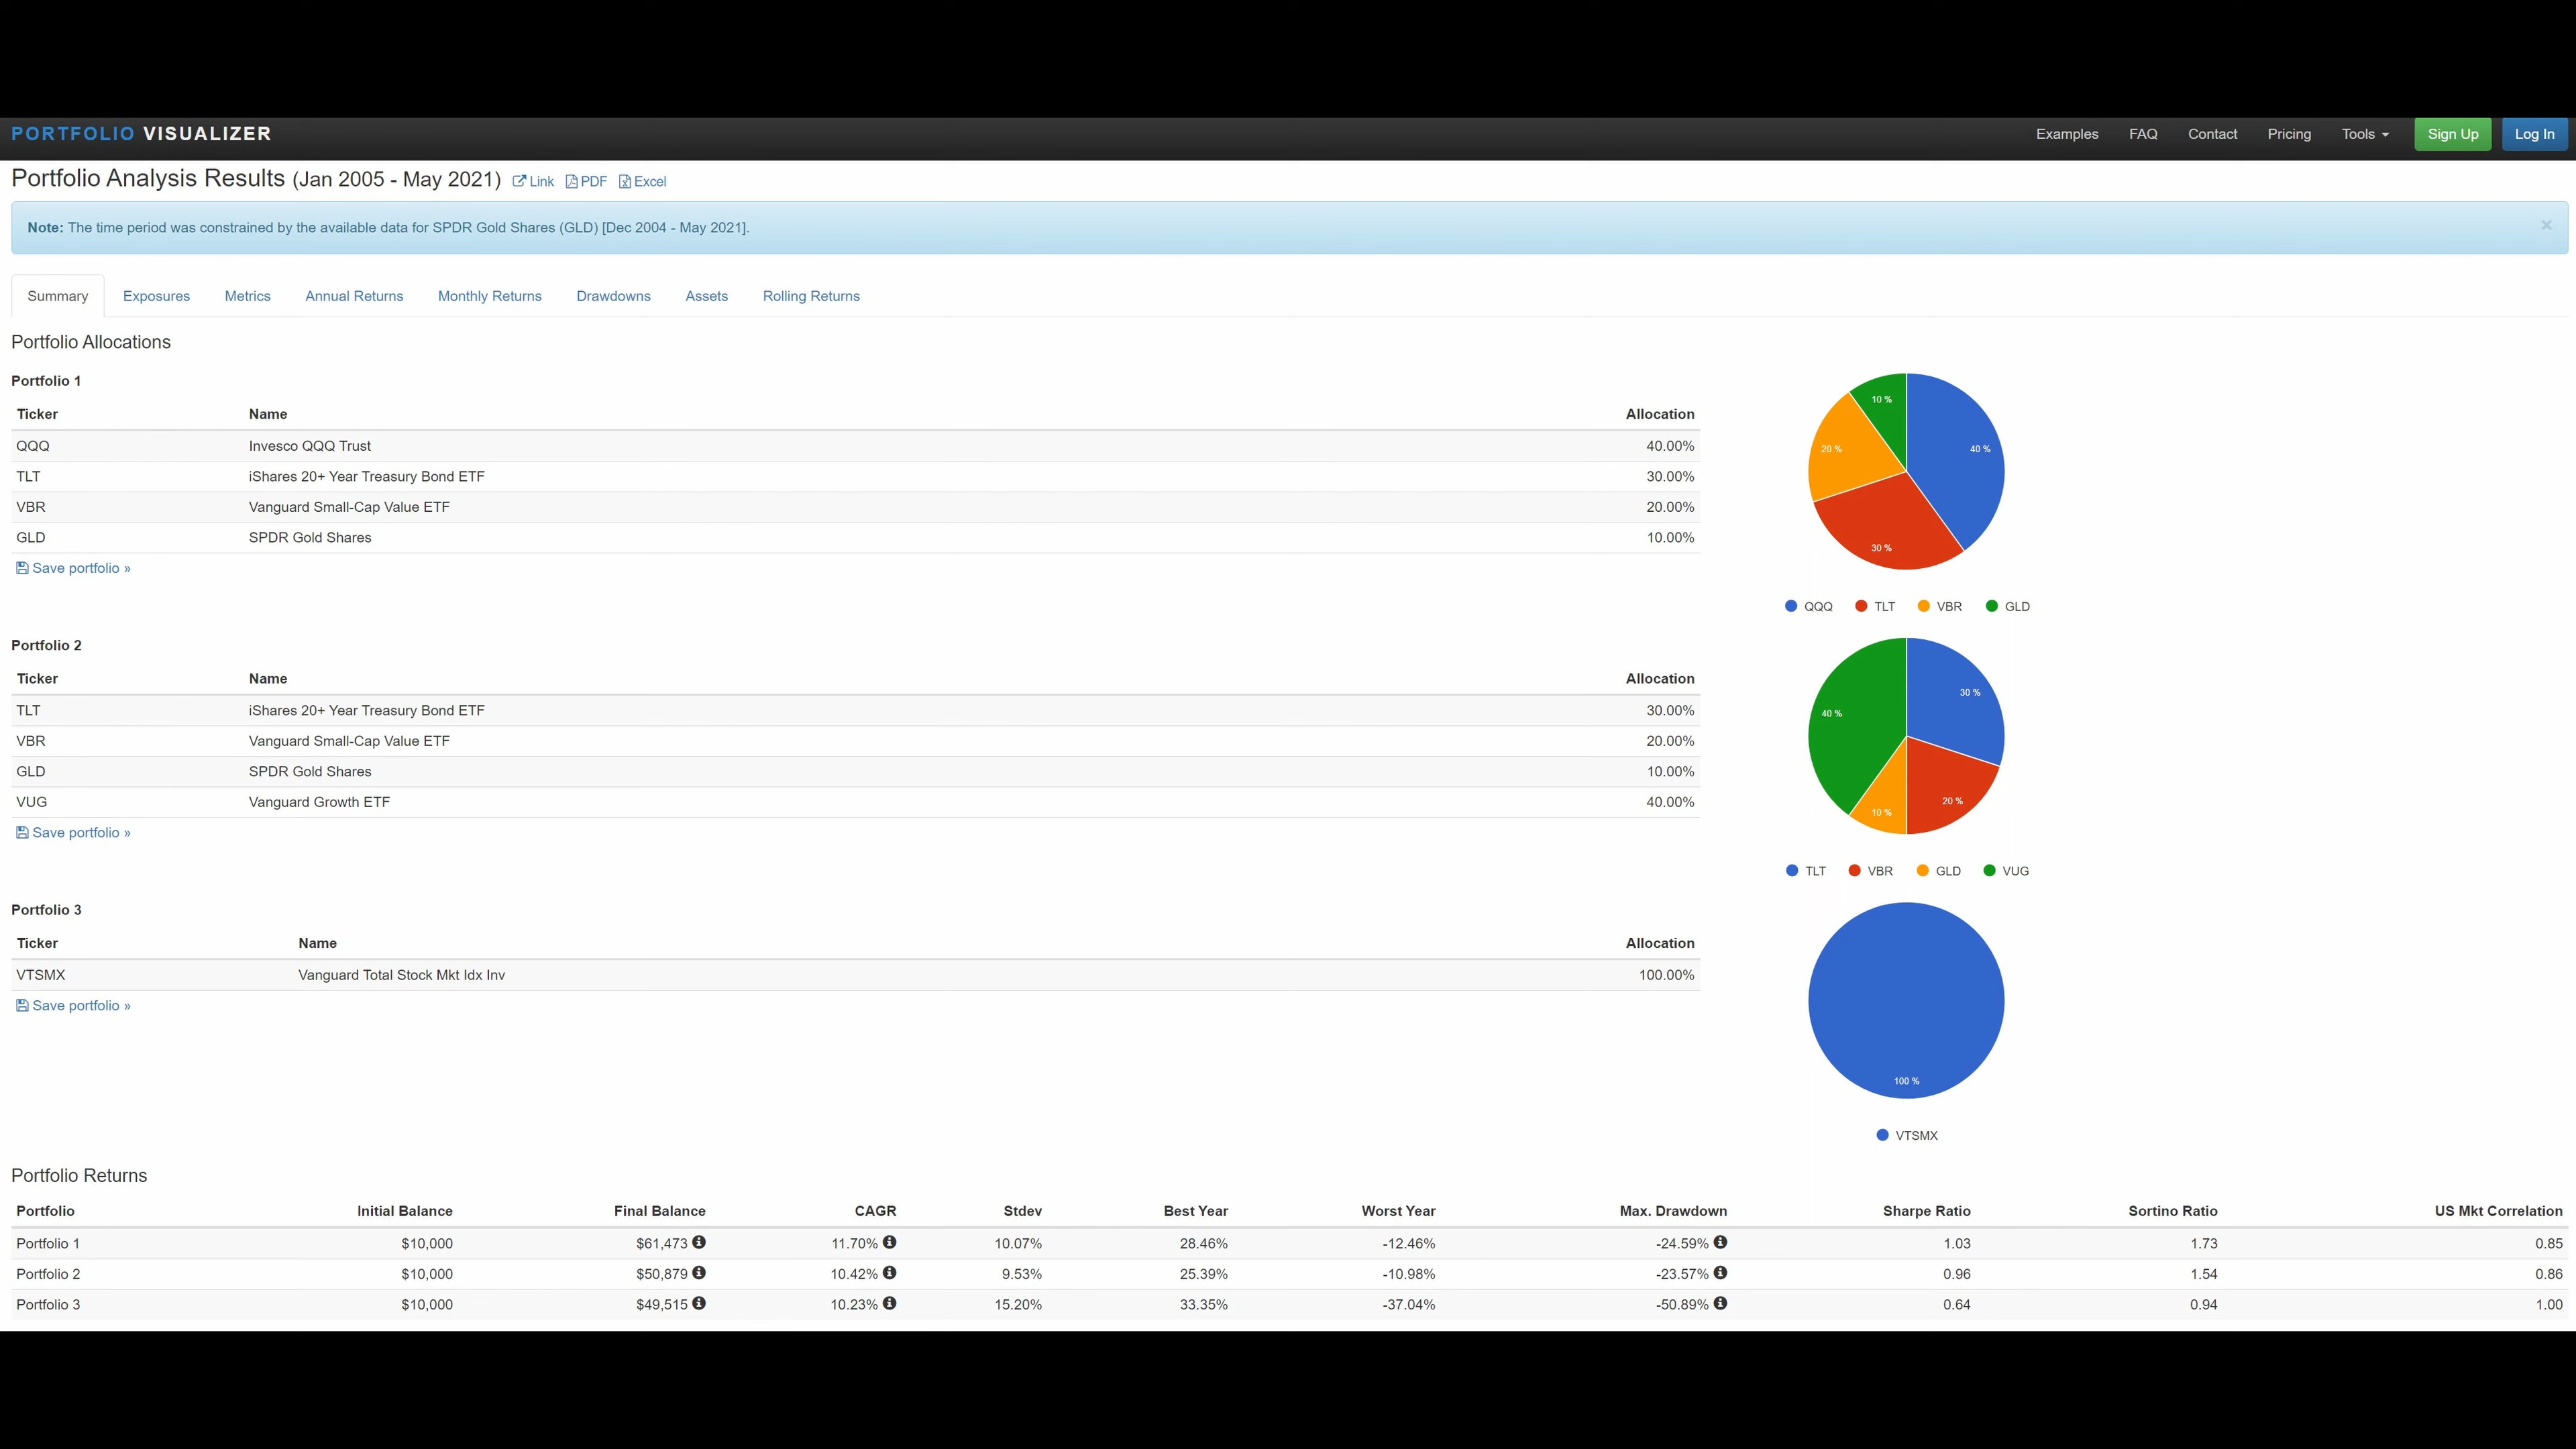 PORTFOLIO VISUALIZER Examples FAQ Contact Pricing Tools Sign Up Log In
Portfolio Analysis Results (Jan 2005 - May 2021) Link PDF Excel
Note: The time period was constrained by the available data for SPDR Gold Shares (GLD) [Dec 2004 - May 2021]. ×
Summary Exposures Metrics Annual Returns Monthly Returns Drawdowns Assets Rolling Returns
Portfolio Allocations
Portfolio 1
Ticker Name Allocation
QQQ Invesco QQQ Trust 40.00%
TLT iShares 20+ Year Treasury Bond ETF 30.00%
VBR Vanguard Small-Cap Value ETF 20.00%
GLD SPDR Gold Shares 10.00%
Save portfolio »
10 %
20 % 40 %
30 %
QQQ TLT VBR GLD
Portfolio 2
Ticker Name Allocation
TLT iShares 20+ Year Treasury Bond ETF 30.00%
VBR Vanguard Small-Cap Value ETF 20.00%
GLD SPDR Gold Shares 10.00%
VUG Vanguard Growth ETF 40.00%
Save portfolio »
30 %
40 %
20 %
10 %
TLT VBR GLD VUG
Portfolio 3
Ticker Name Allocation
VTSMX Vanguard Total Stock Mkt Idx Inv 100.00%
Save portfolio »
100 %
VTSMX
Portfolio Returns
Portfolio Initial Balance Final Balance CAGR Stdev Best Year Worst Year Max. Drawdown Sharpe Ratio Sortino Ratio US Mkt Correlation
Portfolio 1 $10,000 $61,473 11.70% 10.07% 28.46% -12.46% -24.59% 1.03 1.73 0.85
Portfolio 2 $10,000 $50,879 10.42% 9.53% 25.39% -10.98% -23.57% 0.96 1.54 0.86
Portfolio 3 $10,000 $49,515 10.23% 15.20% 33.35% -37.04% -50.89% 0.64 0.94 1.00